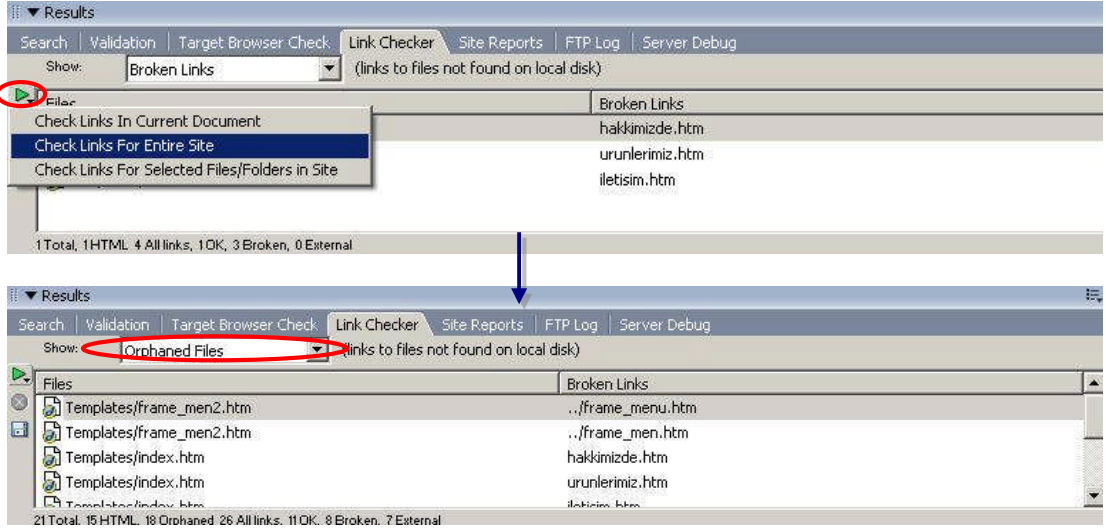 Results
Search Validation Target Browser Check Link Checker Site Reports FTP Log Server Debug
Show: Broken Links (links to files not found on local disk)
Files Broken Links
Check Links In Current Document hakkimizde.htm
Check Links For Entire Site urunlerimiz.htm
Check Links For Selected Files/Folders in Site iletisim.htm
1 Total, 1 HTML 4 All links, 1 OK, 3 Broken, 0 External
Results
Search Validation Target Browser Check Link Checker Site Reports FTP Log Server Debug
Show: Orphaned Files (links to files not found on local disk)
Files Broken Links
Templates/frame_men2.htm ../frame_menu.htm
Templates/frame_men2.htm ../frame_men.htm
Templates/index.htm hakkimizde.htm
Templates/index.htm urunlerimiz.htm
Templates/index.htm iletisim.htm
21 Total, 15 HTML, 18 Orphaned 26 All links, 11 OK, 8 Broken, 7 External